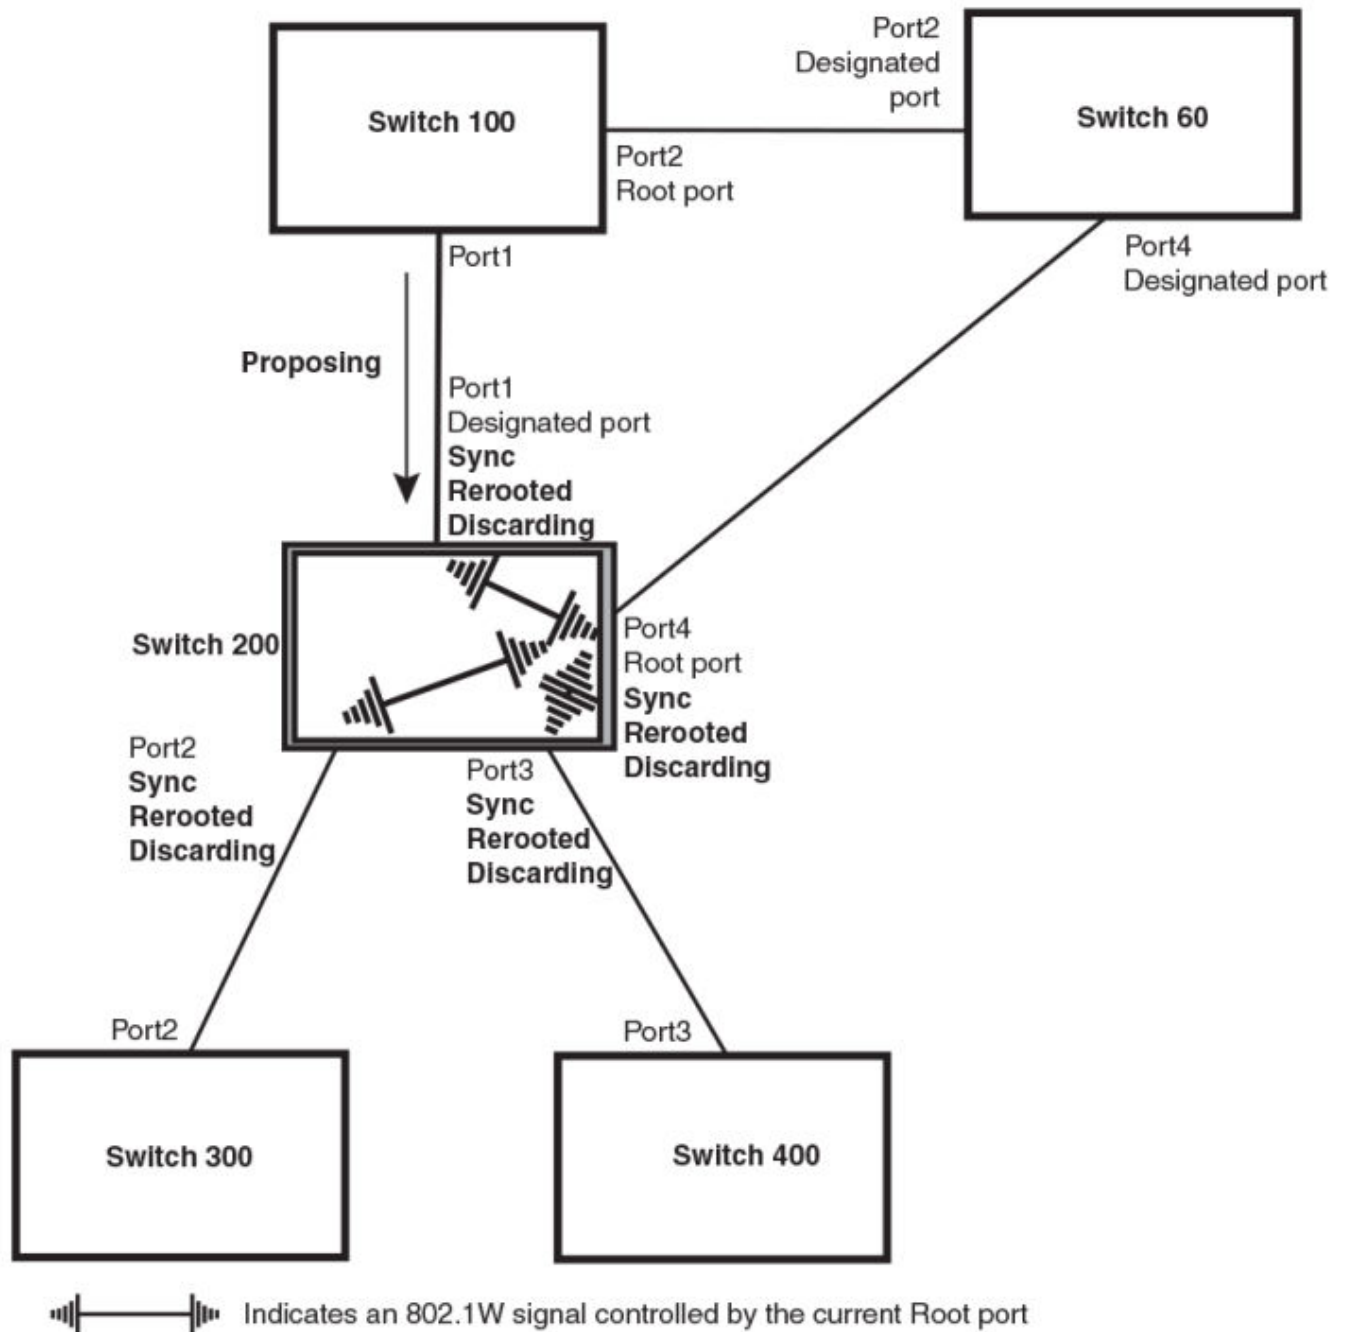 Port2
Designated
port
Switch 100
Switch 60
Port2
Root port
Port1
Port4
Designated port
Proposing
Port1
Designated port
Sync
Rerooted
Discarding
Switch 200
Port4
Root port
Sync
Rerooted
Discarding
Port2
Sync
Rerooted
Discarding
Port3
Sync
Rerooted
Discarding
Port2
Port3
Switch 300
Switch 400
Indicates an 802.1W signal controlled by the current Root port